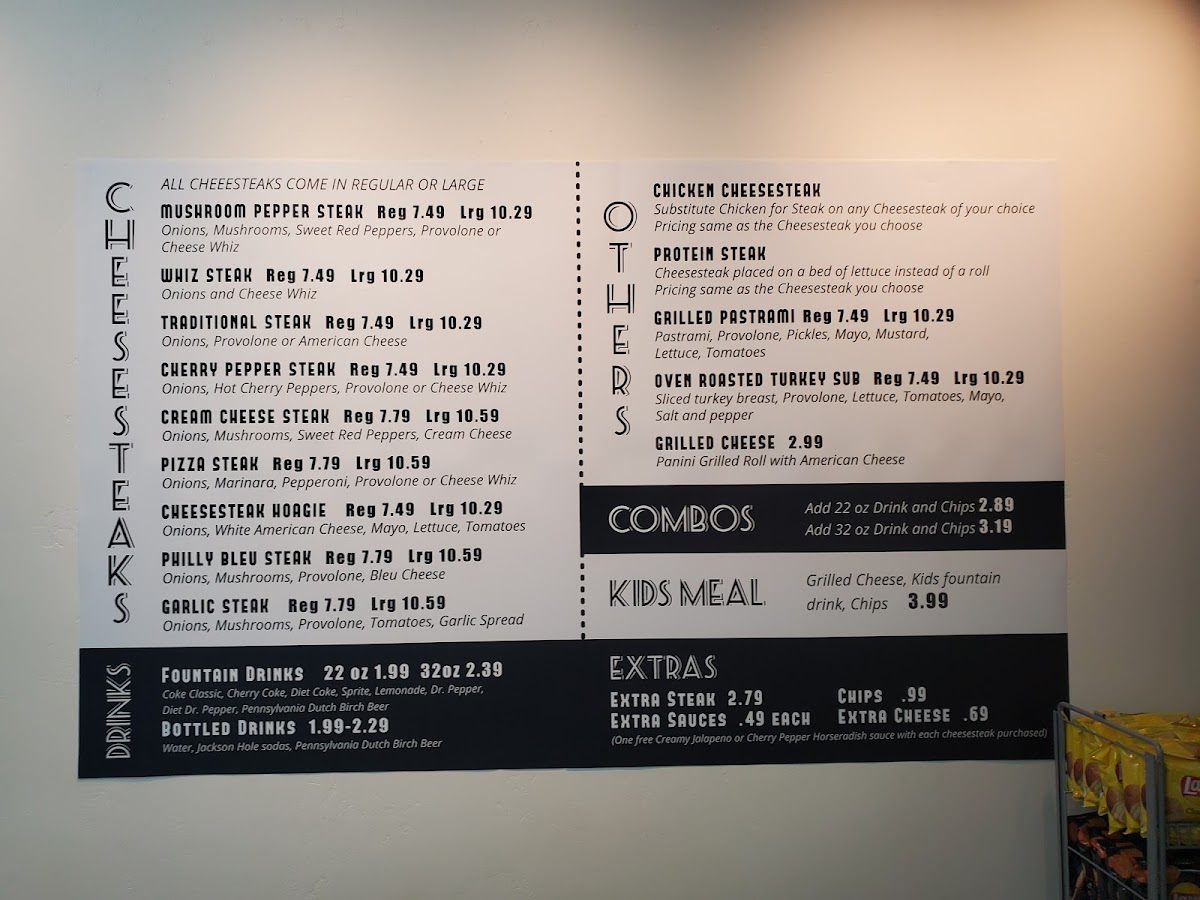 CHEESESTEAKS
ALL CHEEESTEAKS COME IN REGULAR OR LARGE
MUSHROOM PEPPER STEAK Reg 7.49 Lrg 10.29
Onions, Mushrooms, Sweet Red Peppers, Provolone or
Cheese Whiz
WHIZ STEAK Reg 7.49 Lrg 10.29
Onions and Cheese Whiz
TRADITIONAL STEAK Reg 7.49 Lrg 10.29
Onions, Provolone or American Cheese
CHERRY PEPPER STEAK Reg 7.49 Lrg 10.29
Onions, Hot Cherry Peppers, Provolone or Cheese Whiz
CREAM CHEESE STEAK Reg 7.79 Lrg 10.59
Onions, Mushrooms, Sweet Red Peppers, Cream Cheese
PIZZA STEAK Reg 7.79 Lrg 10.59
Onions, Marinara, Pepperoni, Provolone or Cheese Whiz
CHEESESTEAK HOAGIE Reg 7.49 Lrg 10.29
Onions, White American Cheese, Mayo, Lettuce, Tomatoes
PHILLY BLEU STEAK Reg 7.79 Lrg 10.59
Onions, Mushrooms, Provolone, Bleu Cheese
GARLIC STEAK Reg 7.79 Lrg 10.59
Onions, Mushrooms, Provolone, Tomatoes, Garlic Spread
DRINKS
FOUNTAIN DRINKS 22 oz 1.99 32oz 2.39
Coke Classic, Cherry Coke, Diet Coke, Sprite, Lemonade, Dr. Pepper,
Diet Dr. Pepper, Pennsylvania Dutch Birch Beer
BOTTLED DRINKS 1.99-2.29
Water, Jackson Hole sodas, Pennsylvania Dutch Birch Beer
OTHERS
CHICKEN CHEESESTEAK
Substitute Chicken for Steak on any Cheesesteak of your choice
Pricing same as the Cheesesteak you choose
PROTEIN STEAK
Cheesesteak placed on a bed of lettuce instead of a roll
Pricing same as the Cheesesteak you choose
GRILLED PASTRAMI Reg 7.49 Lrg 10.29
Pastrami, Provolone, Pickles, Mayo, Mustard,
Lettuce, Tomatoes
OVEN ROASTED TURKEY SUB Reg 7.49 Lrg 10.29
Sliced turkey breast, Provolone, Lettuce, Tomatoes, Mayo,
Salt and pepper
GRILLED CHEESE 2.99
Panini Grilled Roll with American Cheese
COMBOS
Add 22 oz Drink and Chips 2.89
Add 32 oz Drink and Chips 3.19
KIDS MEAL
Grilled Cheese, Kids fountain
drink, Chips 3.99
EXTRAS
EXTRA STEAK 2.79 CHIPS .99
EXTRA SAUCES .49 EACH EXTRA CHEESE .69
(One free Creamy Jalapeno or Cherry Pepper Horseradish sauce with each cheesesteak purchased)